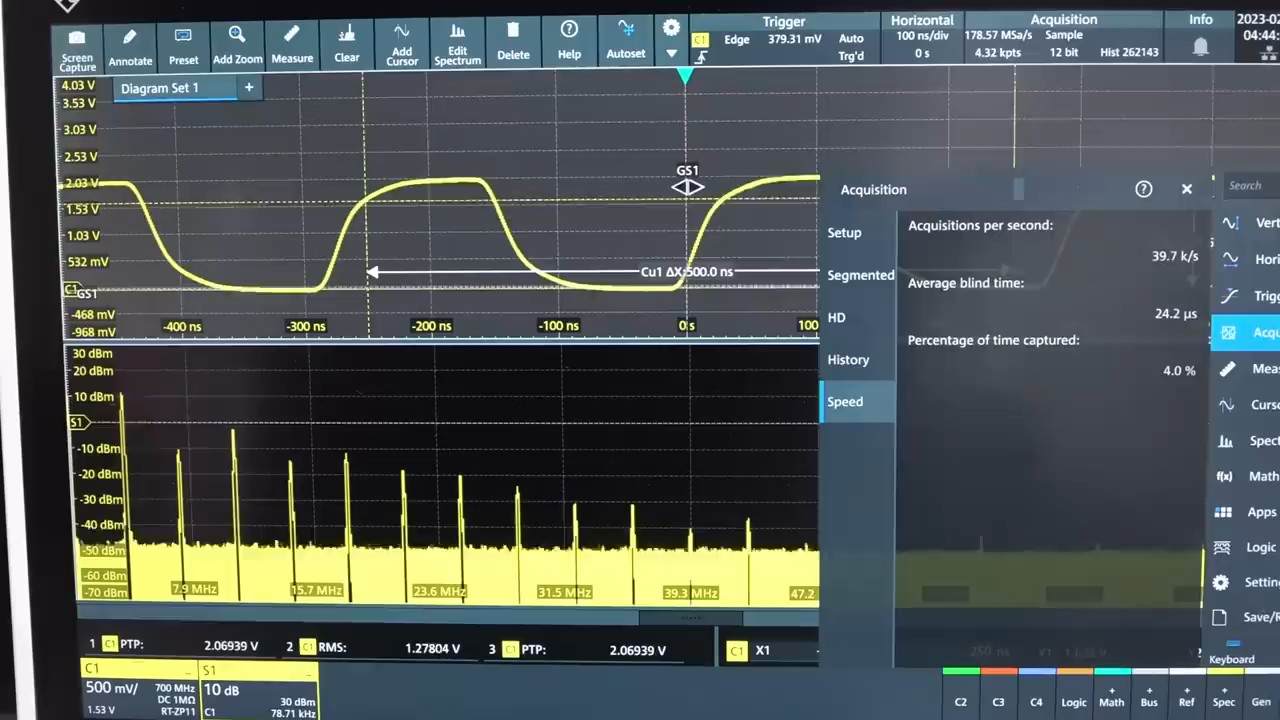 Screen Capture
Annotate
Preset
Add Zoom
Measure
Clear
Add Cursor
Edit Spectrum
Delete
Help
Autoset
Trigger
C1 Edge 379.31 mV Auto
Trig'd
Horizontal
100 ns/div
0 s
Acquisition
178.57 MSa/s Sample
4.32 kpts 12 bit Hist 262143
Info
2023-02
04:44:
Diagram Set 1 +
4.03 V
3.53 V
3.03 V
2.53 V
2.03 V
1.53 V
1.03 V
532 mV
C1 GS1
-468 mV
-968 mV
GS1
Cu1 ΔX:500.0 ns
-400 ns -300 ns -200 ns -100 ns 0 s 100
30 dBm
20 dBm
10 dBm
S1
-10 dBm
-20 dBm
-30 dBm
-40 dBm
-50 dBm
-60 dBm
-70 dBm
7.9 MHz 15.7 MHz 23.6 MHz 31.5 MHz 39.3 MHz 47.2
Acquisition
Setup
Segmented
HD
History
Speed
Acquisitions per second:
39.7 k/s
Average blind time:
24.2 µs
Percentage of time captured:
4.0 %
Search
Vert
Hori
Trig
Acqu
Meas
Curso
Spect
f(x) Math
Apps
Logic
Settin
Save/R
Keyboard
1 C1 PTP: 2.06939 V 2 C1 RMS: 1.27804 V 3 C1 PTP: 2.06939 V
C1 X1
C1
500 mV/ 700 MHz
DC 1MΩ
1.53 V RT-ZP11
S1
10 dB
30 dBm
C1 78.71 kHz
C2
C3
C4
Logic
+ Math
+ Bus
+ Ref
+ Spec
Gen